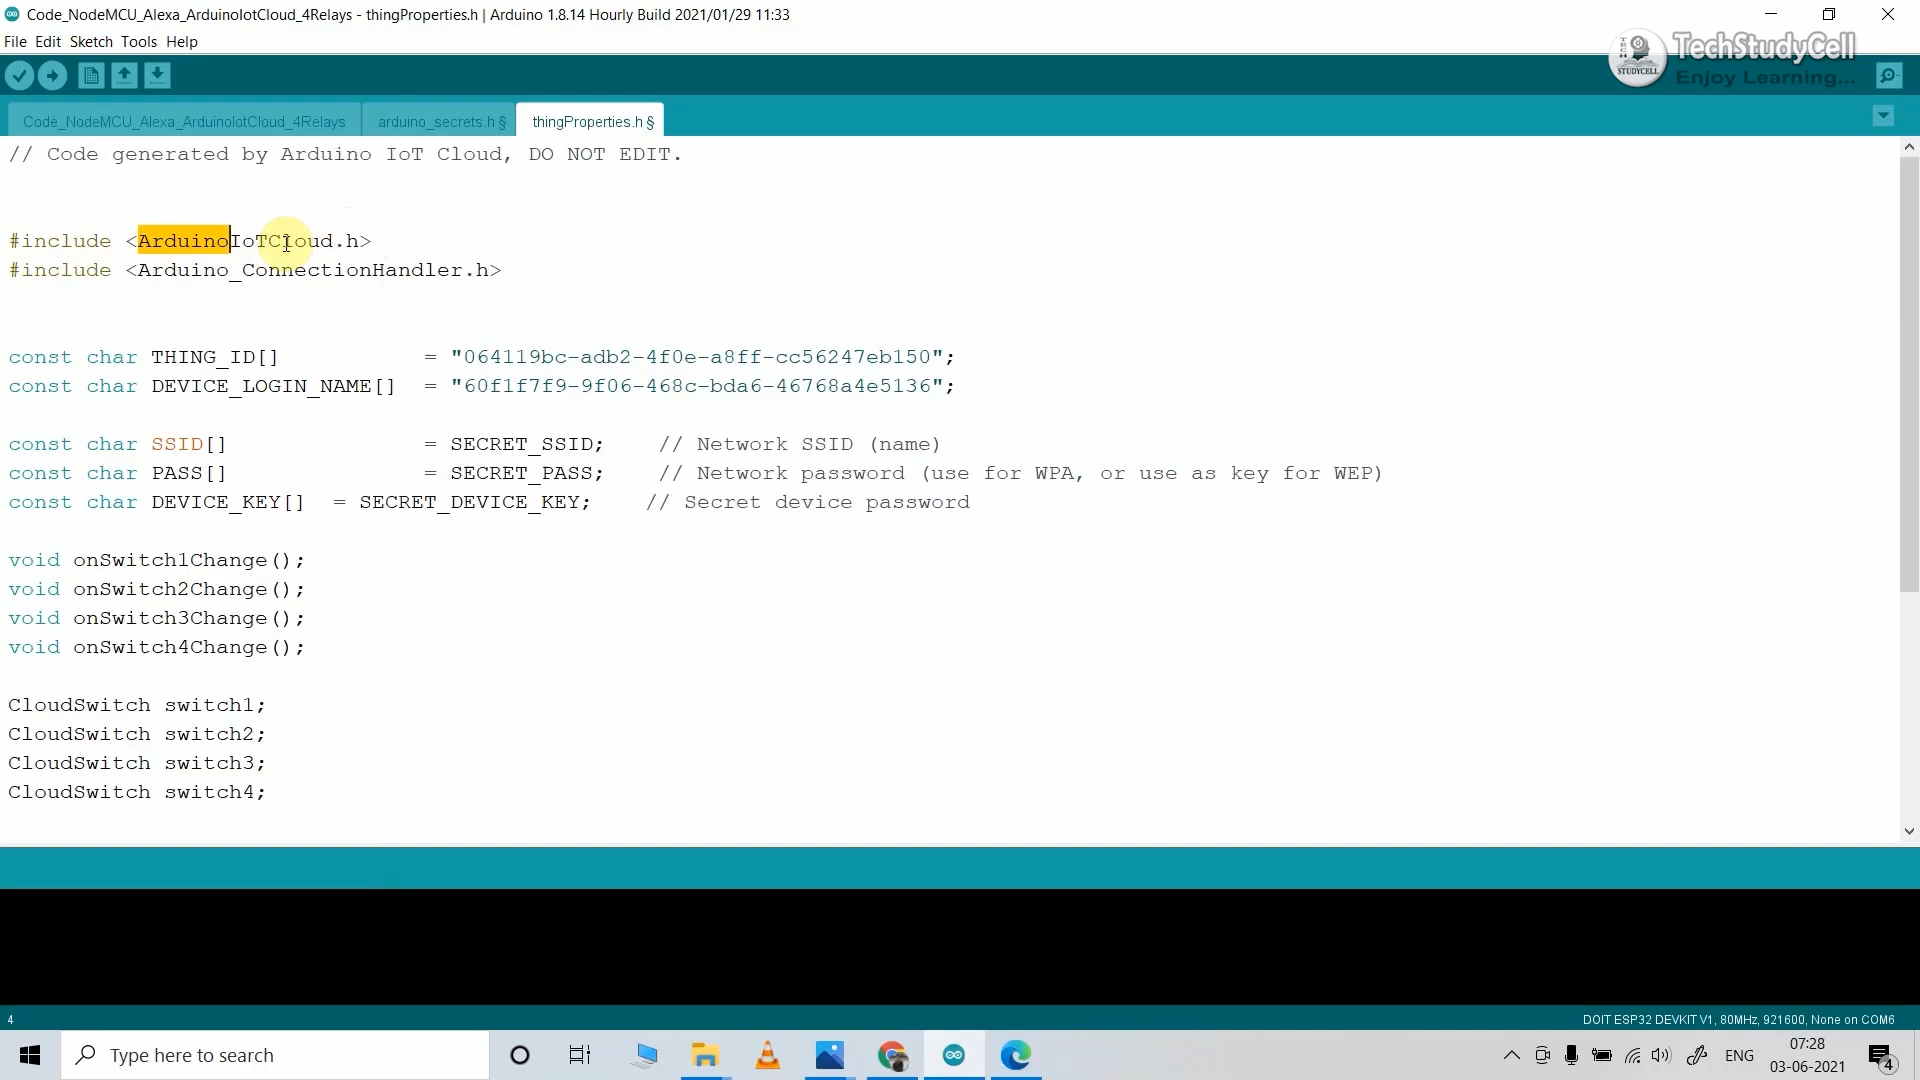 Code_NodeMCU_Alexa_ArduinoIotCloud_4Relays - thingProperties.h | Arduino 1.8.14 Hourly Build 2021/01/29 11:33
File Edit Sketch Tools Help
TechStudyCell
Enjoy Learning...
STUDYCELL
Code_NodeMCU_Alexa_ArduinoIotCloud_4Relays
arduino_secrets.h §
thingProperties.h §
// Code generated by Arduino IoT Cloud, DO NOT EDIT.
#include <ArduinoIoTCloud.h>
#include <Arduino_ConnectionHandler.h>
const char THING_ID[] = "064119bc-adb2-4f0e-a8ff-cc56247eb150";
const char DEVICE_LOGIN_NAME[] = "60f1f7f9-9f06-468c-bda6-46768a4e5136";
const char SSID[] = SECRET_SSID; // Network SSID (name)
const char PASS[] = SECRET_PASS; // Network password (use for WPA, or use as key for WEP)
const char DEVICE_KEY[] = SECRET_DEVICE_KEY; // Secret device password
void onSwitch1Change();
void onSwitch2Change();
void onSwitch3Change();
void onSwitch4Change();
CloudSwitch switch1;
CloudSwitch switch2;
CloudSwitch switch3;
CloudSwitch switch4;
4
DOIT ESP32 DEVKIT V1, 80MHz, 921600, None on COM6
Type here to search
ENG
07:28
03-06-2021
4